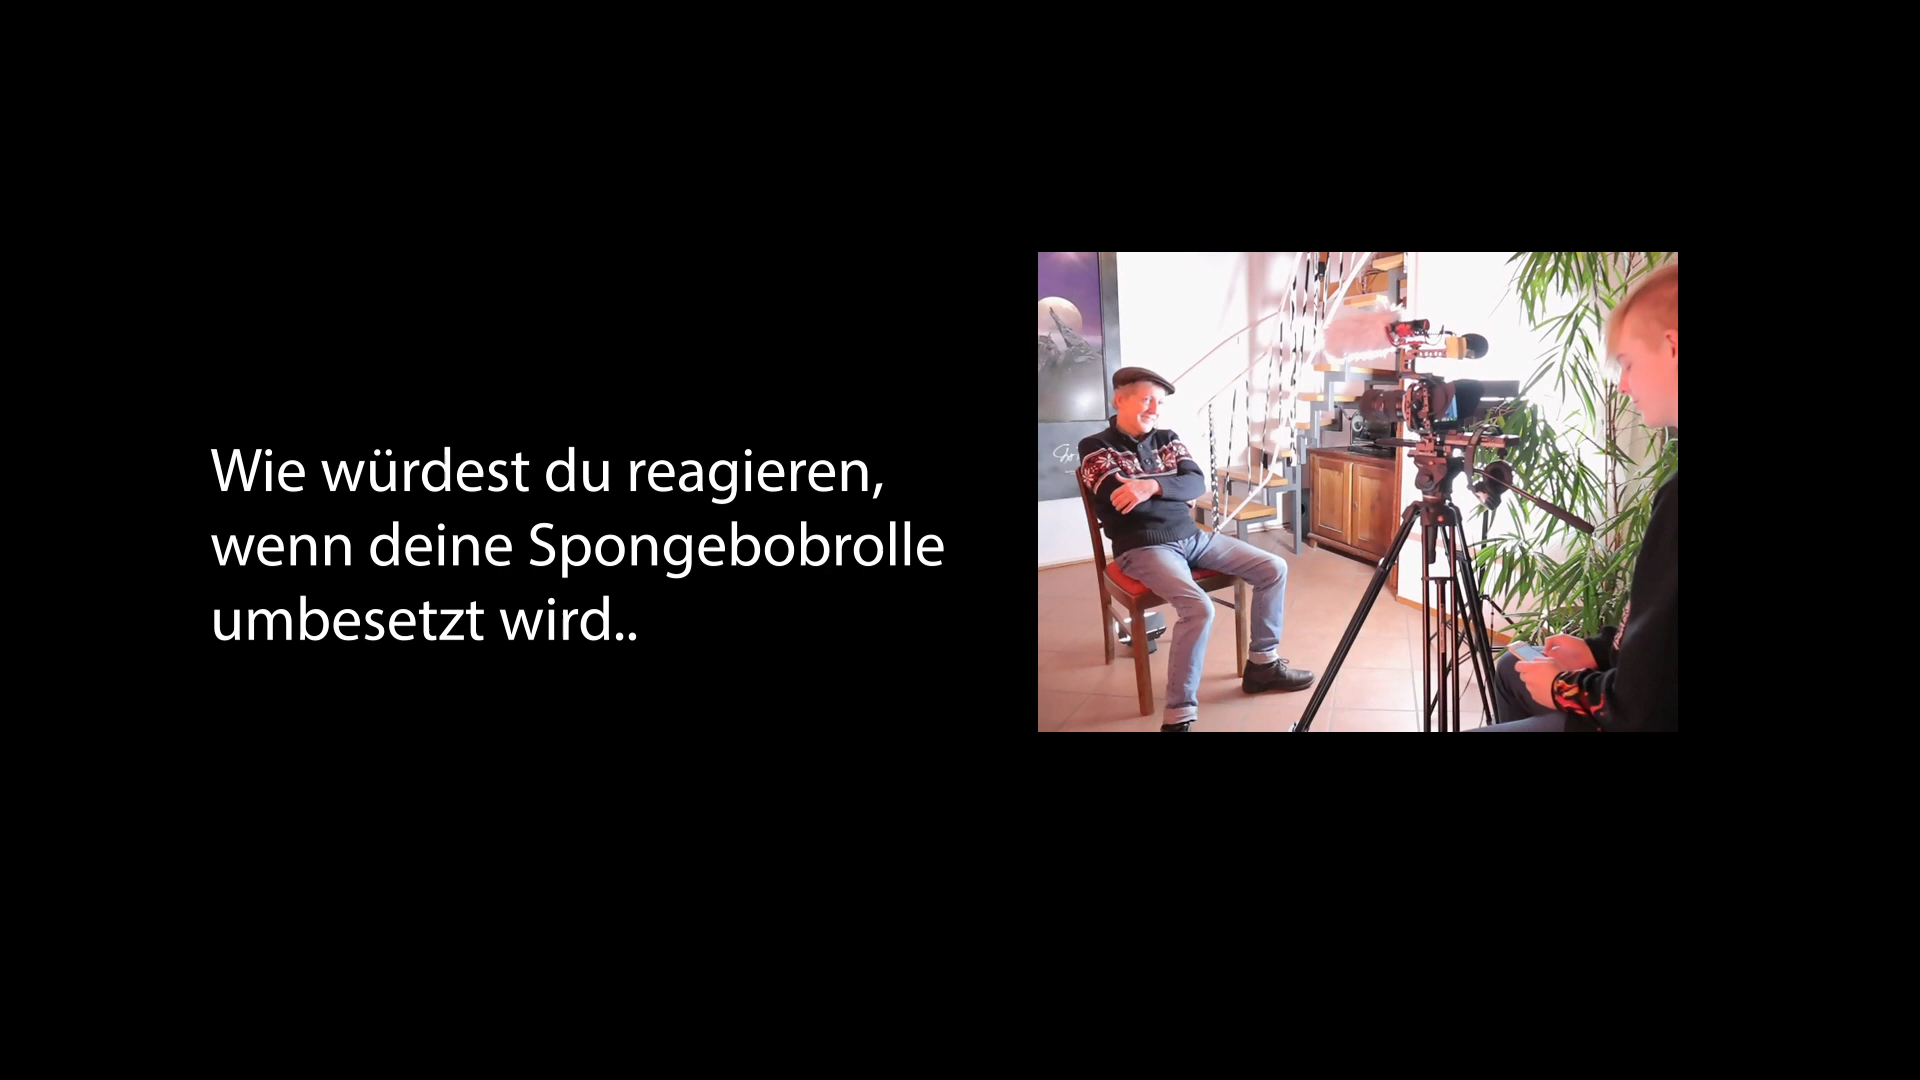 Wie würdest du reagieren,
wenn deine Spongebobrolle
umbesetzt wird..